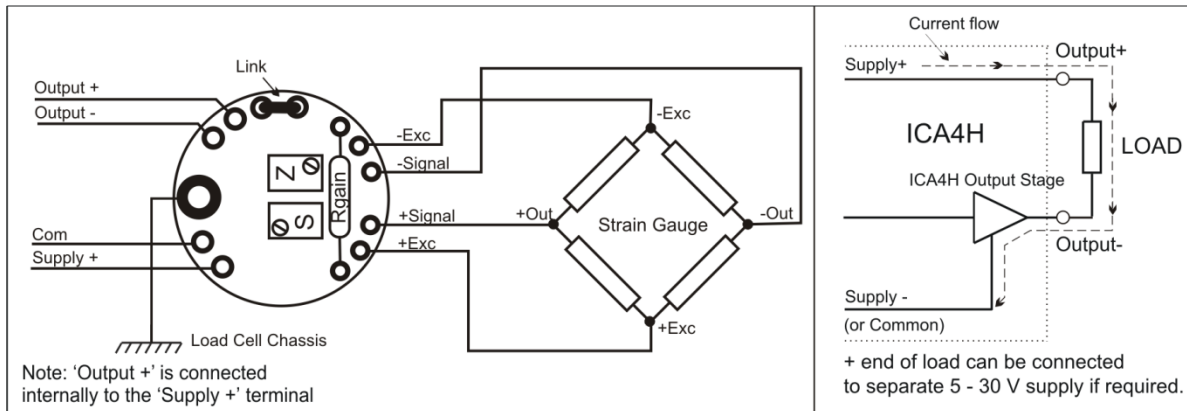 Link
Output +
Output -
-Exc
-Signal
Z
S
Rgain
+Signal
+Exc
Com
Supply +
Load Cell Chassis
-Exc
+Out
Strain Gauge
-Out
+Exc
Note: ‘Output +’ is connected
internally to the ‘Supply +’ terminal
Current flow
Output+
Supply+
ICA4H
LOAD
ICA4H Output Stage
Output-
Supply -
(or Common)
+ end of load can be connected
to separate 5 - 30 V supply if required.